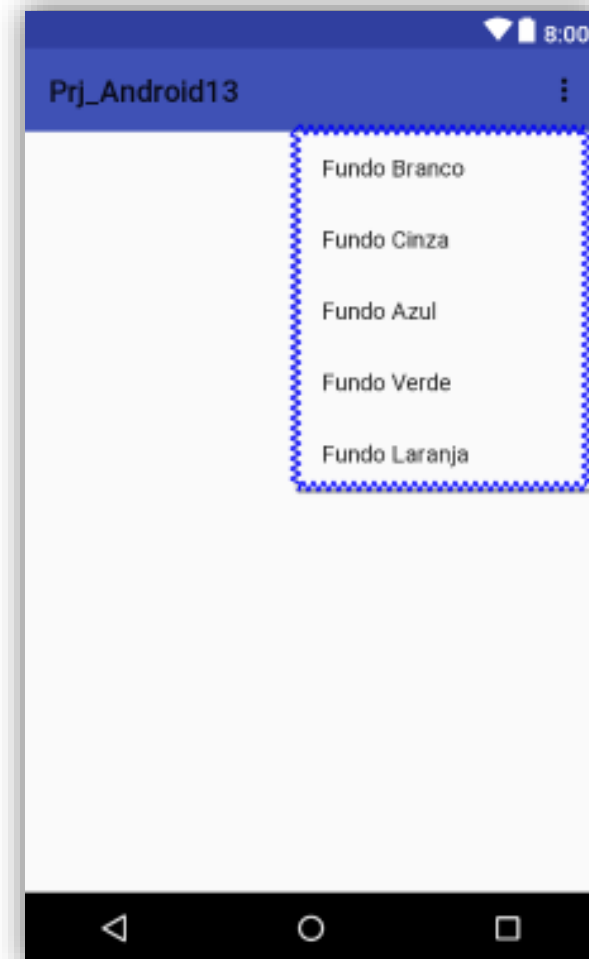 8:00
Prj_Android13
Fundo Branco
Fundo Cinza
Fundo Azul
Fundo Verde
Fundo Laranja